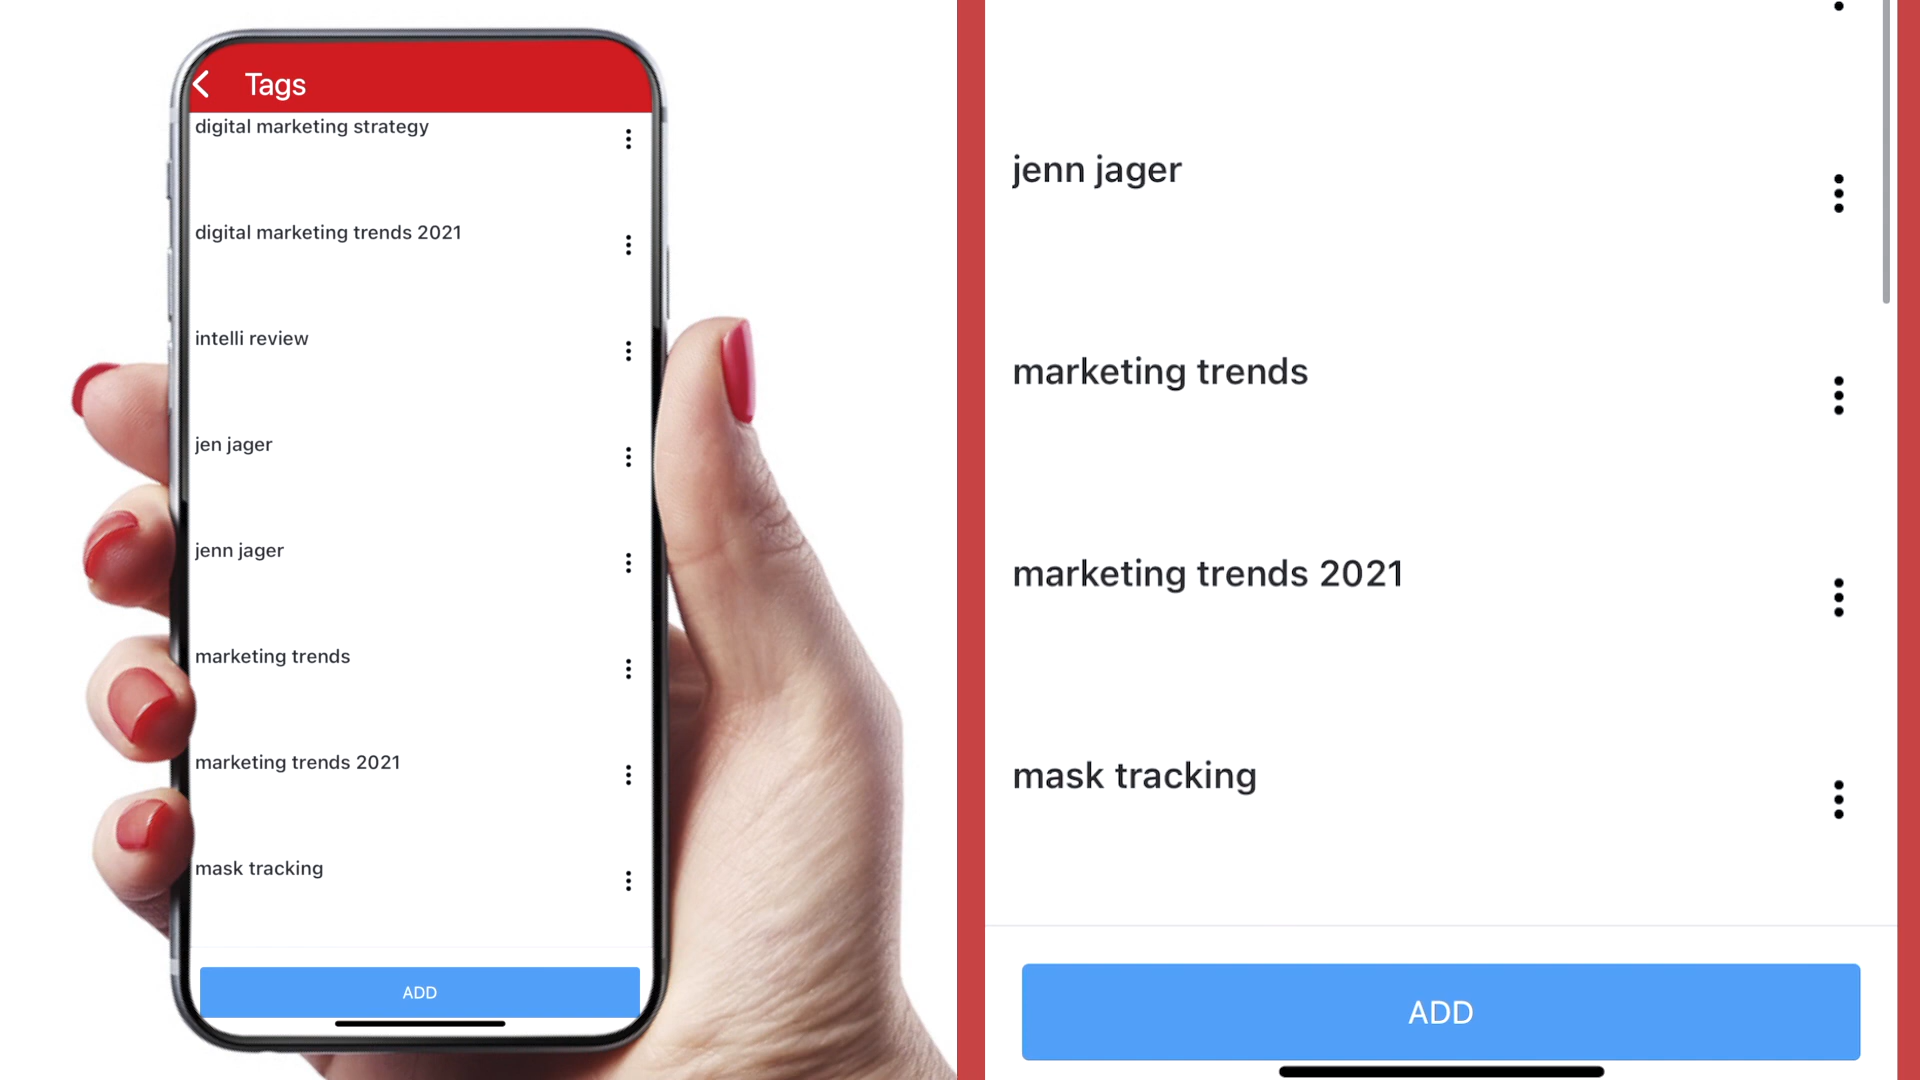 Tags
digital marketing strategy
digital marketing trends 2021
intelli review
jen jager
jenn jager
marketing trends
marketing trends 2021
mask tracking
ADD
jenn jager
marketing trends
marketing trends 2021
mask tracking
ADD